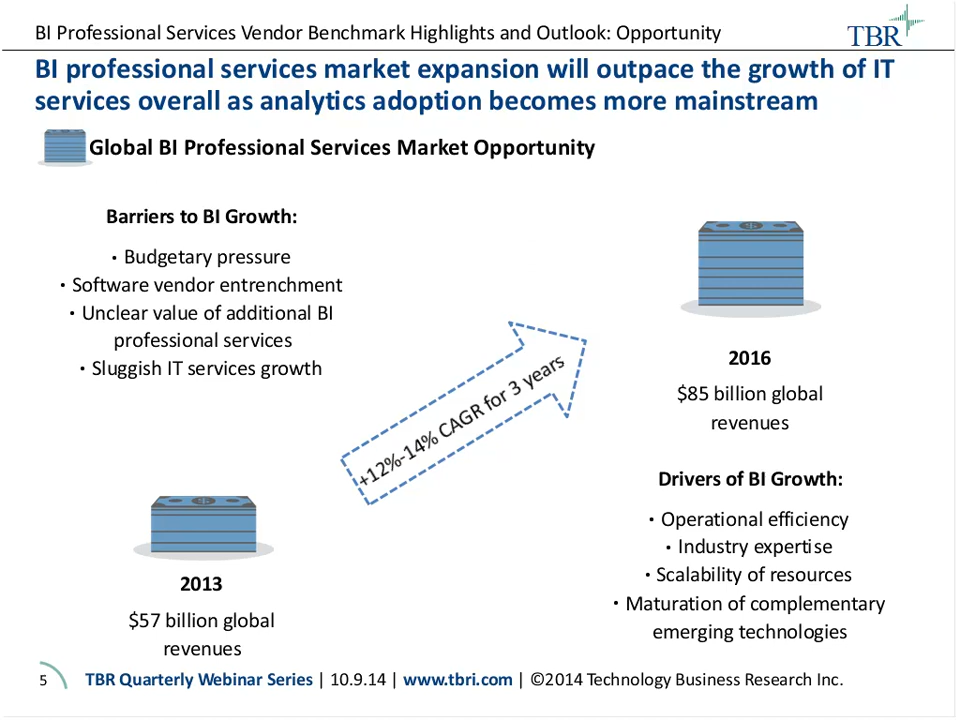 BI Professional Services Vendor Benchmark Highlights and Outlook: Opportunity
TBR
BI professional services market expansion will outpace the growth of IT
services overall as analytics adoption becomes more mainstream
Global BI Professional Services Market Opportunity
Barriers to BI Growth:
• Budgetary pressure
• Software vendor entrenchment
• Unclear value of additional BI
professional services
• Sluggish IT services growth
+12%-14% CAGR for 3 years
2013
$57 billion global
revenues
2016
$85 billion global
revenues
Drivers of BI Growth:
• Operational efficiency
• Industry expertise
• Scalability of resources
• Maturation of complementary
emerging technologies
5 TBR Quarterly Webinar Series | 10.9.14 | www.tbri.com | ©2014 Technology Business Research Inc.